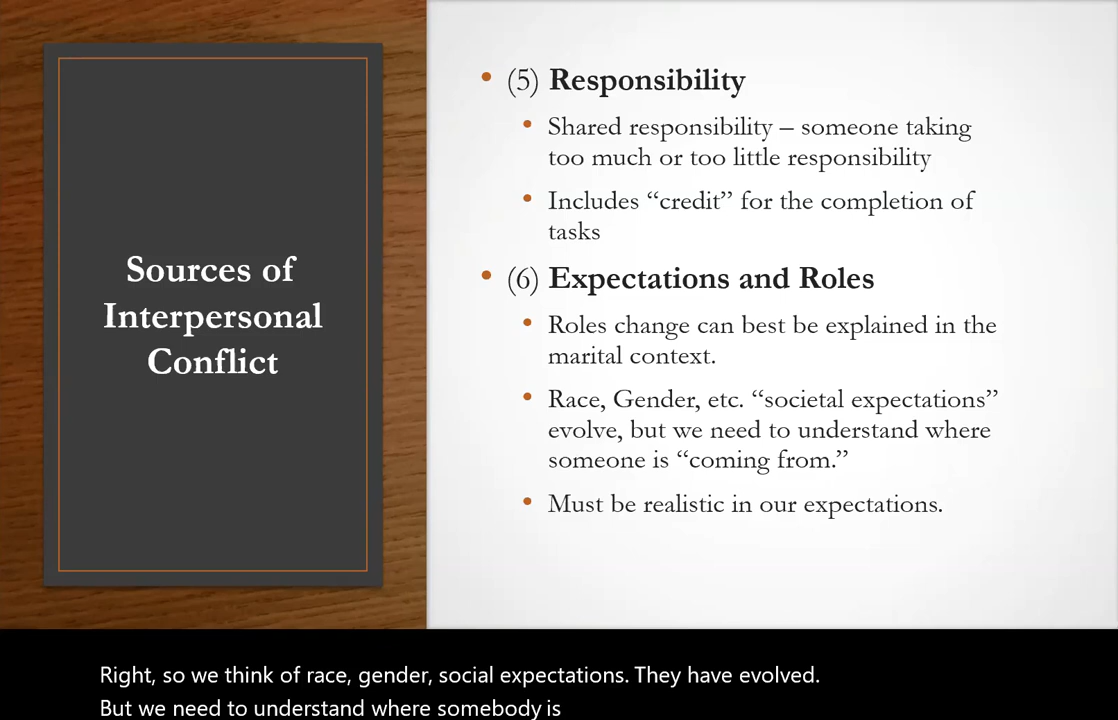 Sources of
Interpersonal
Conflict
• (5) Responsibility
• Shared responsibility – someone taking
too much or too little responsibility
• Includes “credit” for the completion of
tasks
• (6) Expectations and Roles
• Roles change can best be explained in the
marital context.
• Race, Gender, etc. “societal expectations”
evolve, but we need to understand where
someone is “coming from.”
• Must be realistic in our expectations.
Right, so we think of race, gender, social expectations. They have evolved.
But we need to understand where somebody is